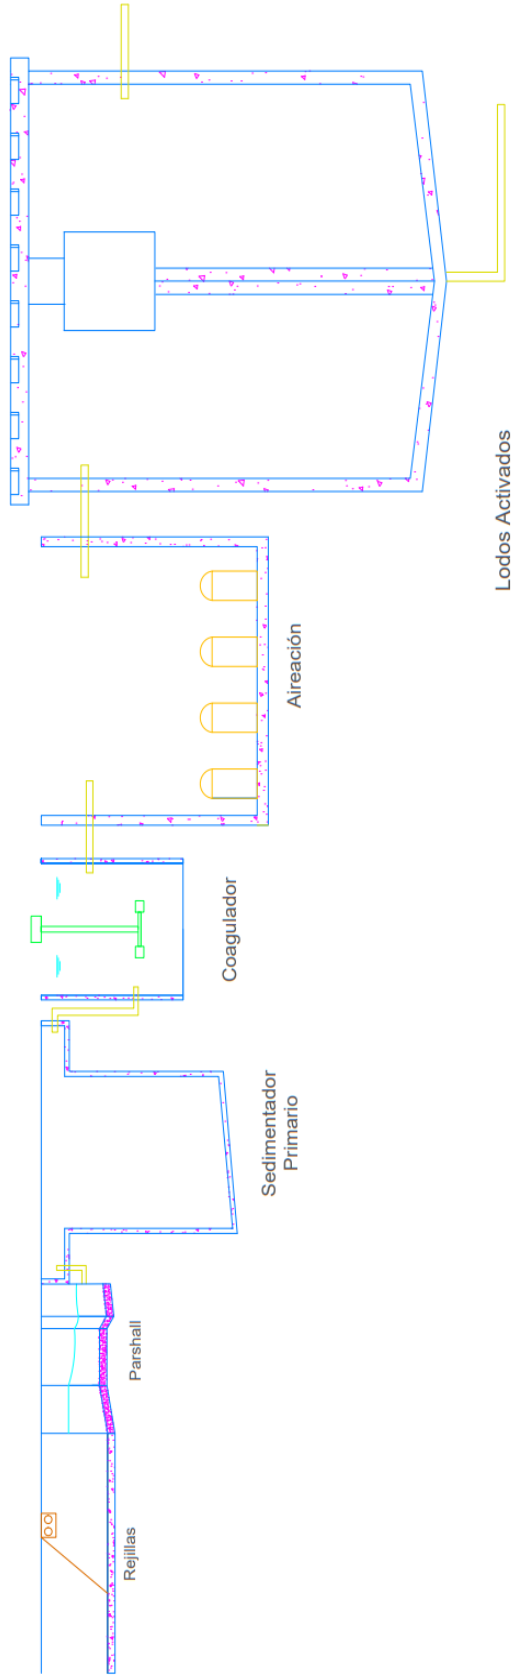 Rejillas
Parshall
Sedimentador
Primario
Coagulador
Aireación
Lodos Activados